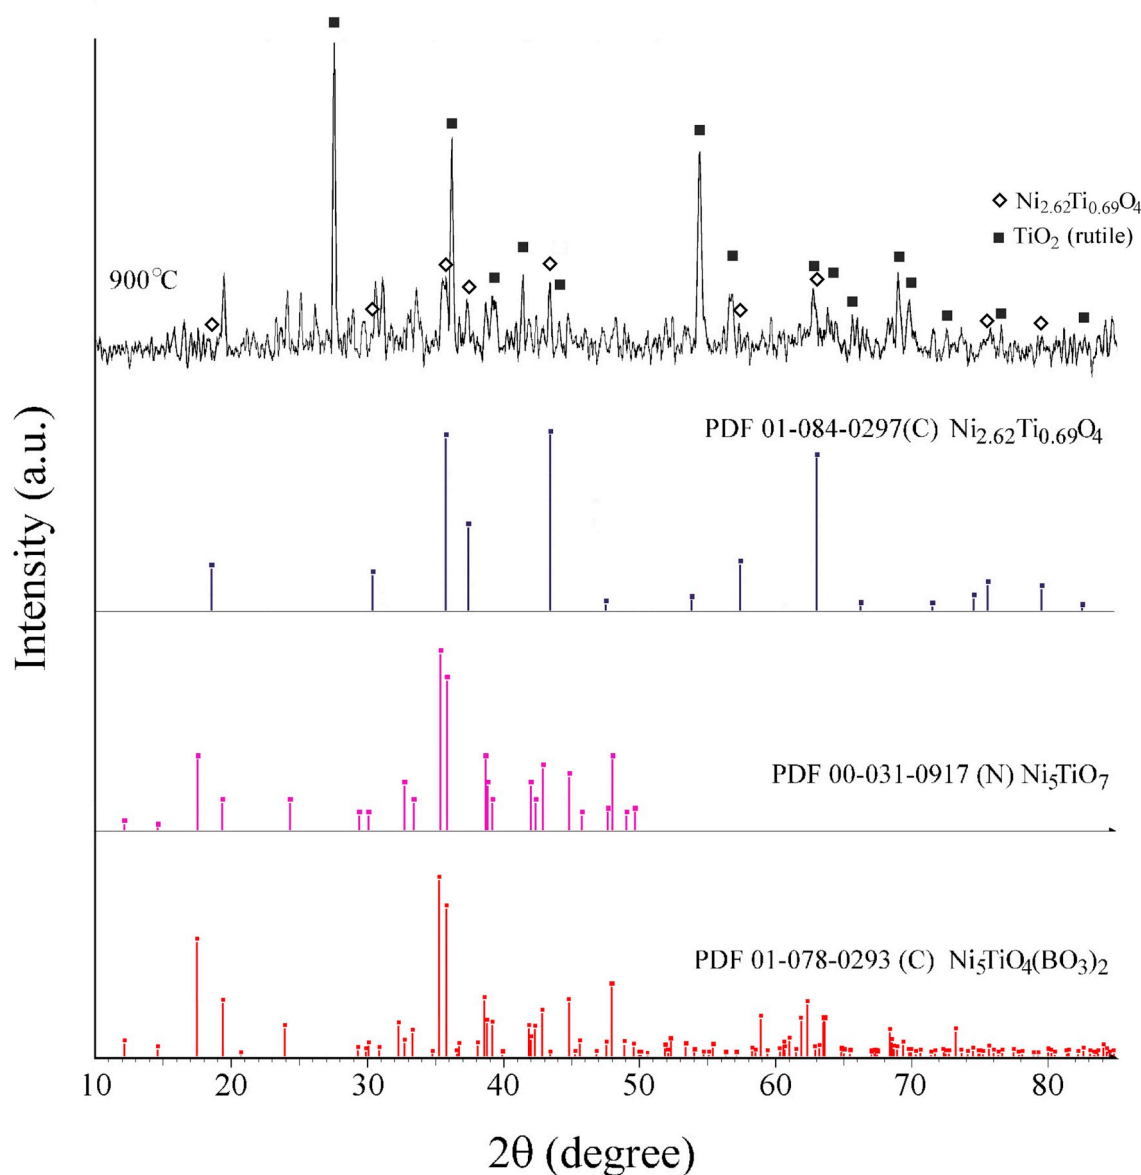 Ni₂.₆₂Ti₀.₆₉O₄
TiO₂ (rutile)
900°C
PDF 01-084-0297(C) Ni₂.₆₂Ti₀.₆₉O₄
Intensity (a.u.)
PDF 00-031-0917 (N) Ni₅TiO₇
PDF 01-078-0293 (C) Ni₅TiO₄(BO₃)₂
10 20 30 40 50 60 70 80
2θ (degree)